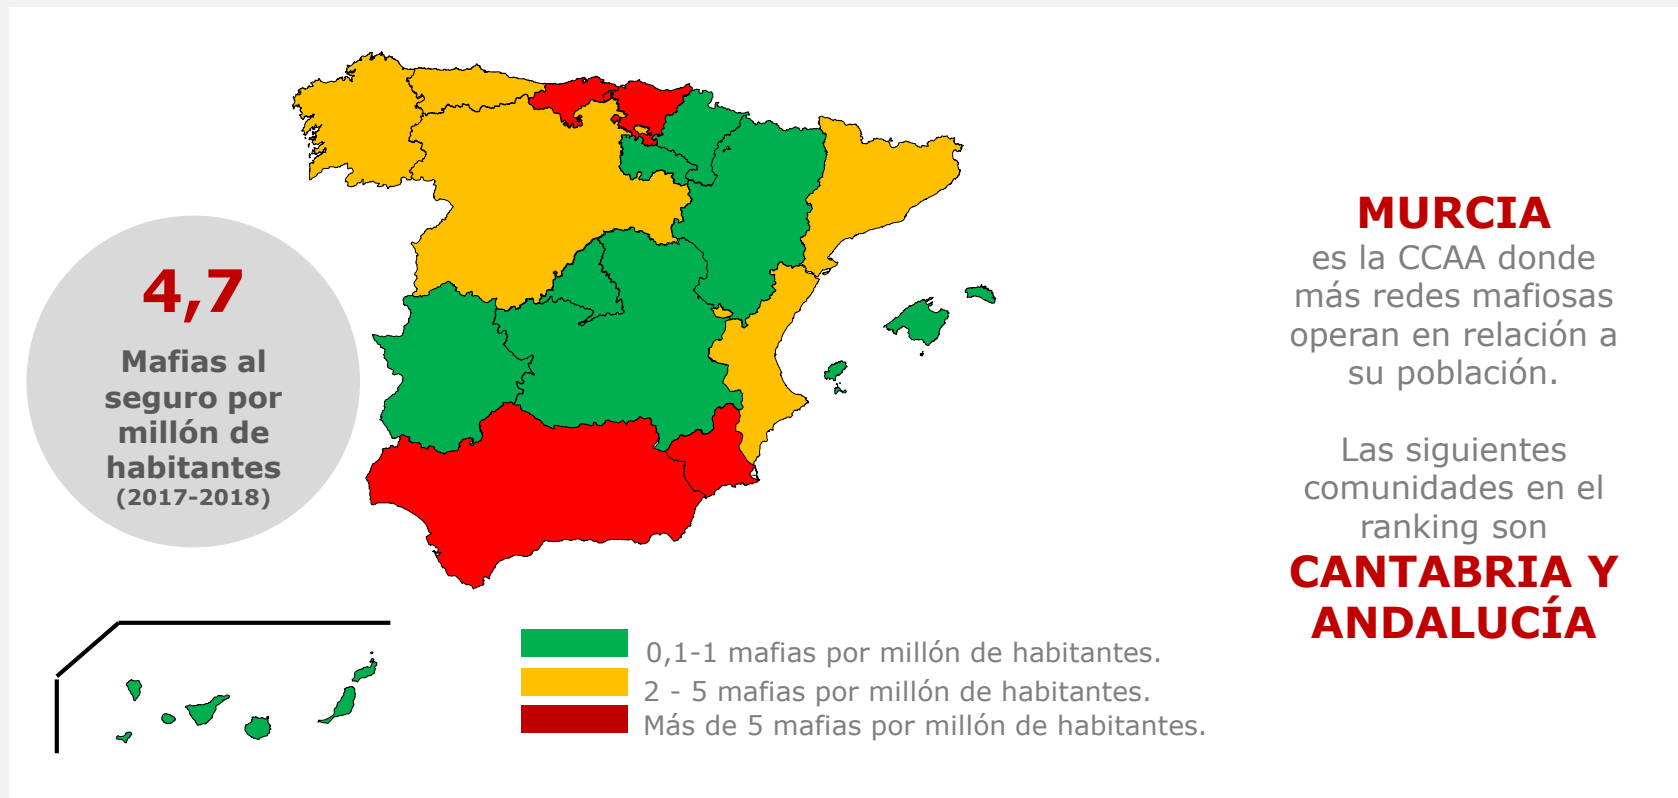 4,7
Mafias al
seguro por
millón de
habitantes
(2017-2018)
0,1-1 mafias por millón de habitantes.
2 - 5 mafias por millón de habitantes.
Más de 5 mafias por millón de habitantes.
MURCIA
es la CCAA donde
más redes mafiosas
operan en relación a
su población.
Las siguientes
comunidades en el
ranking son
CANTABRIA Y
ANDALUCÍA